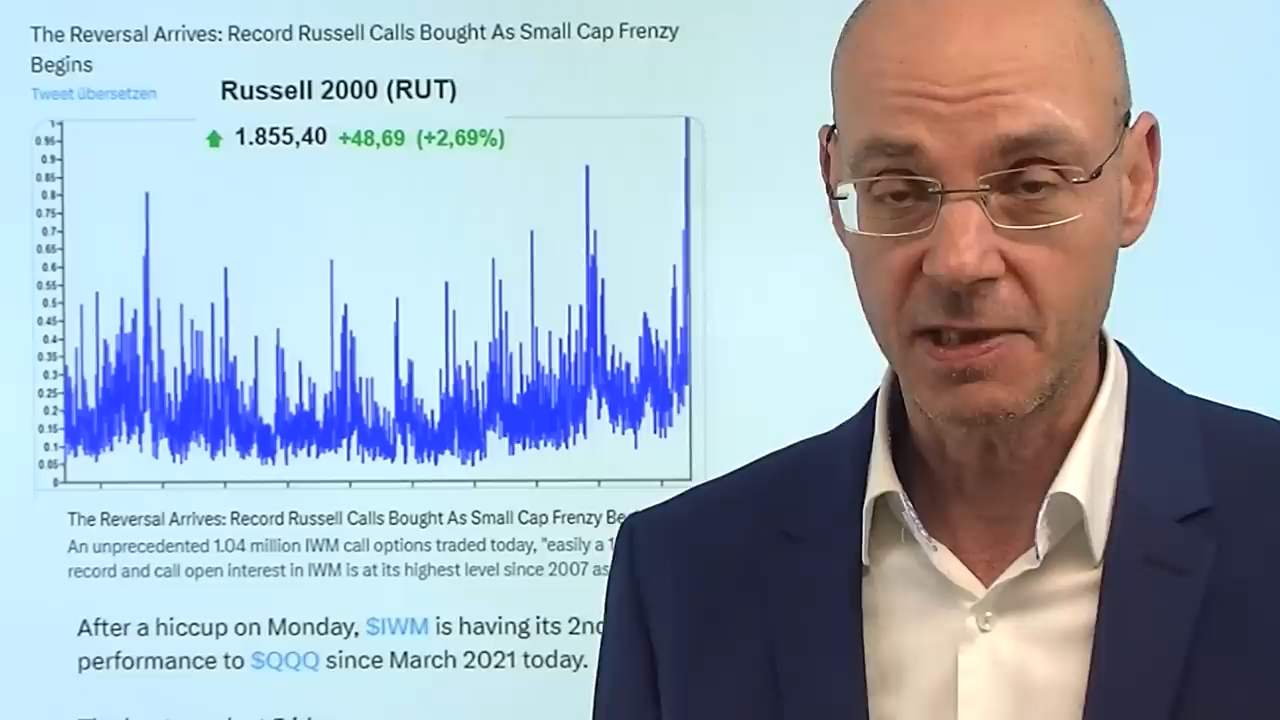 The Reversal Arrives: Record Russell Calls Bought As Small Cap Frenzy
Begins
Tweet übersetzen
Russell 2000 (RUT)
1.855,40 +48,69 (+2,69%)
1
0.95
0.9
0.85
0.8
0.75
0.7
0.65
0.6
0.55
0.5
0.45
0.4
0.35
0.3
0.25
0.2
0.15
0.1
0.05
0
The Reversal Arrives: Record Russell Calls Bought As Small Cap Frenzy Be
An unprecedented 1.04 million IWM call options traded today, "easily a 1
record and call open interest in IWM is at its highest level since 2007 as
After a hiccup on Monday, $IWM is having its 2nd
performance to $QQQ since March 2021 today.